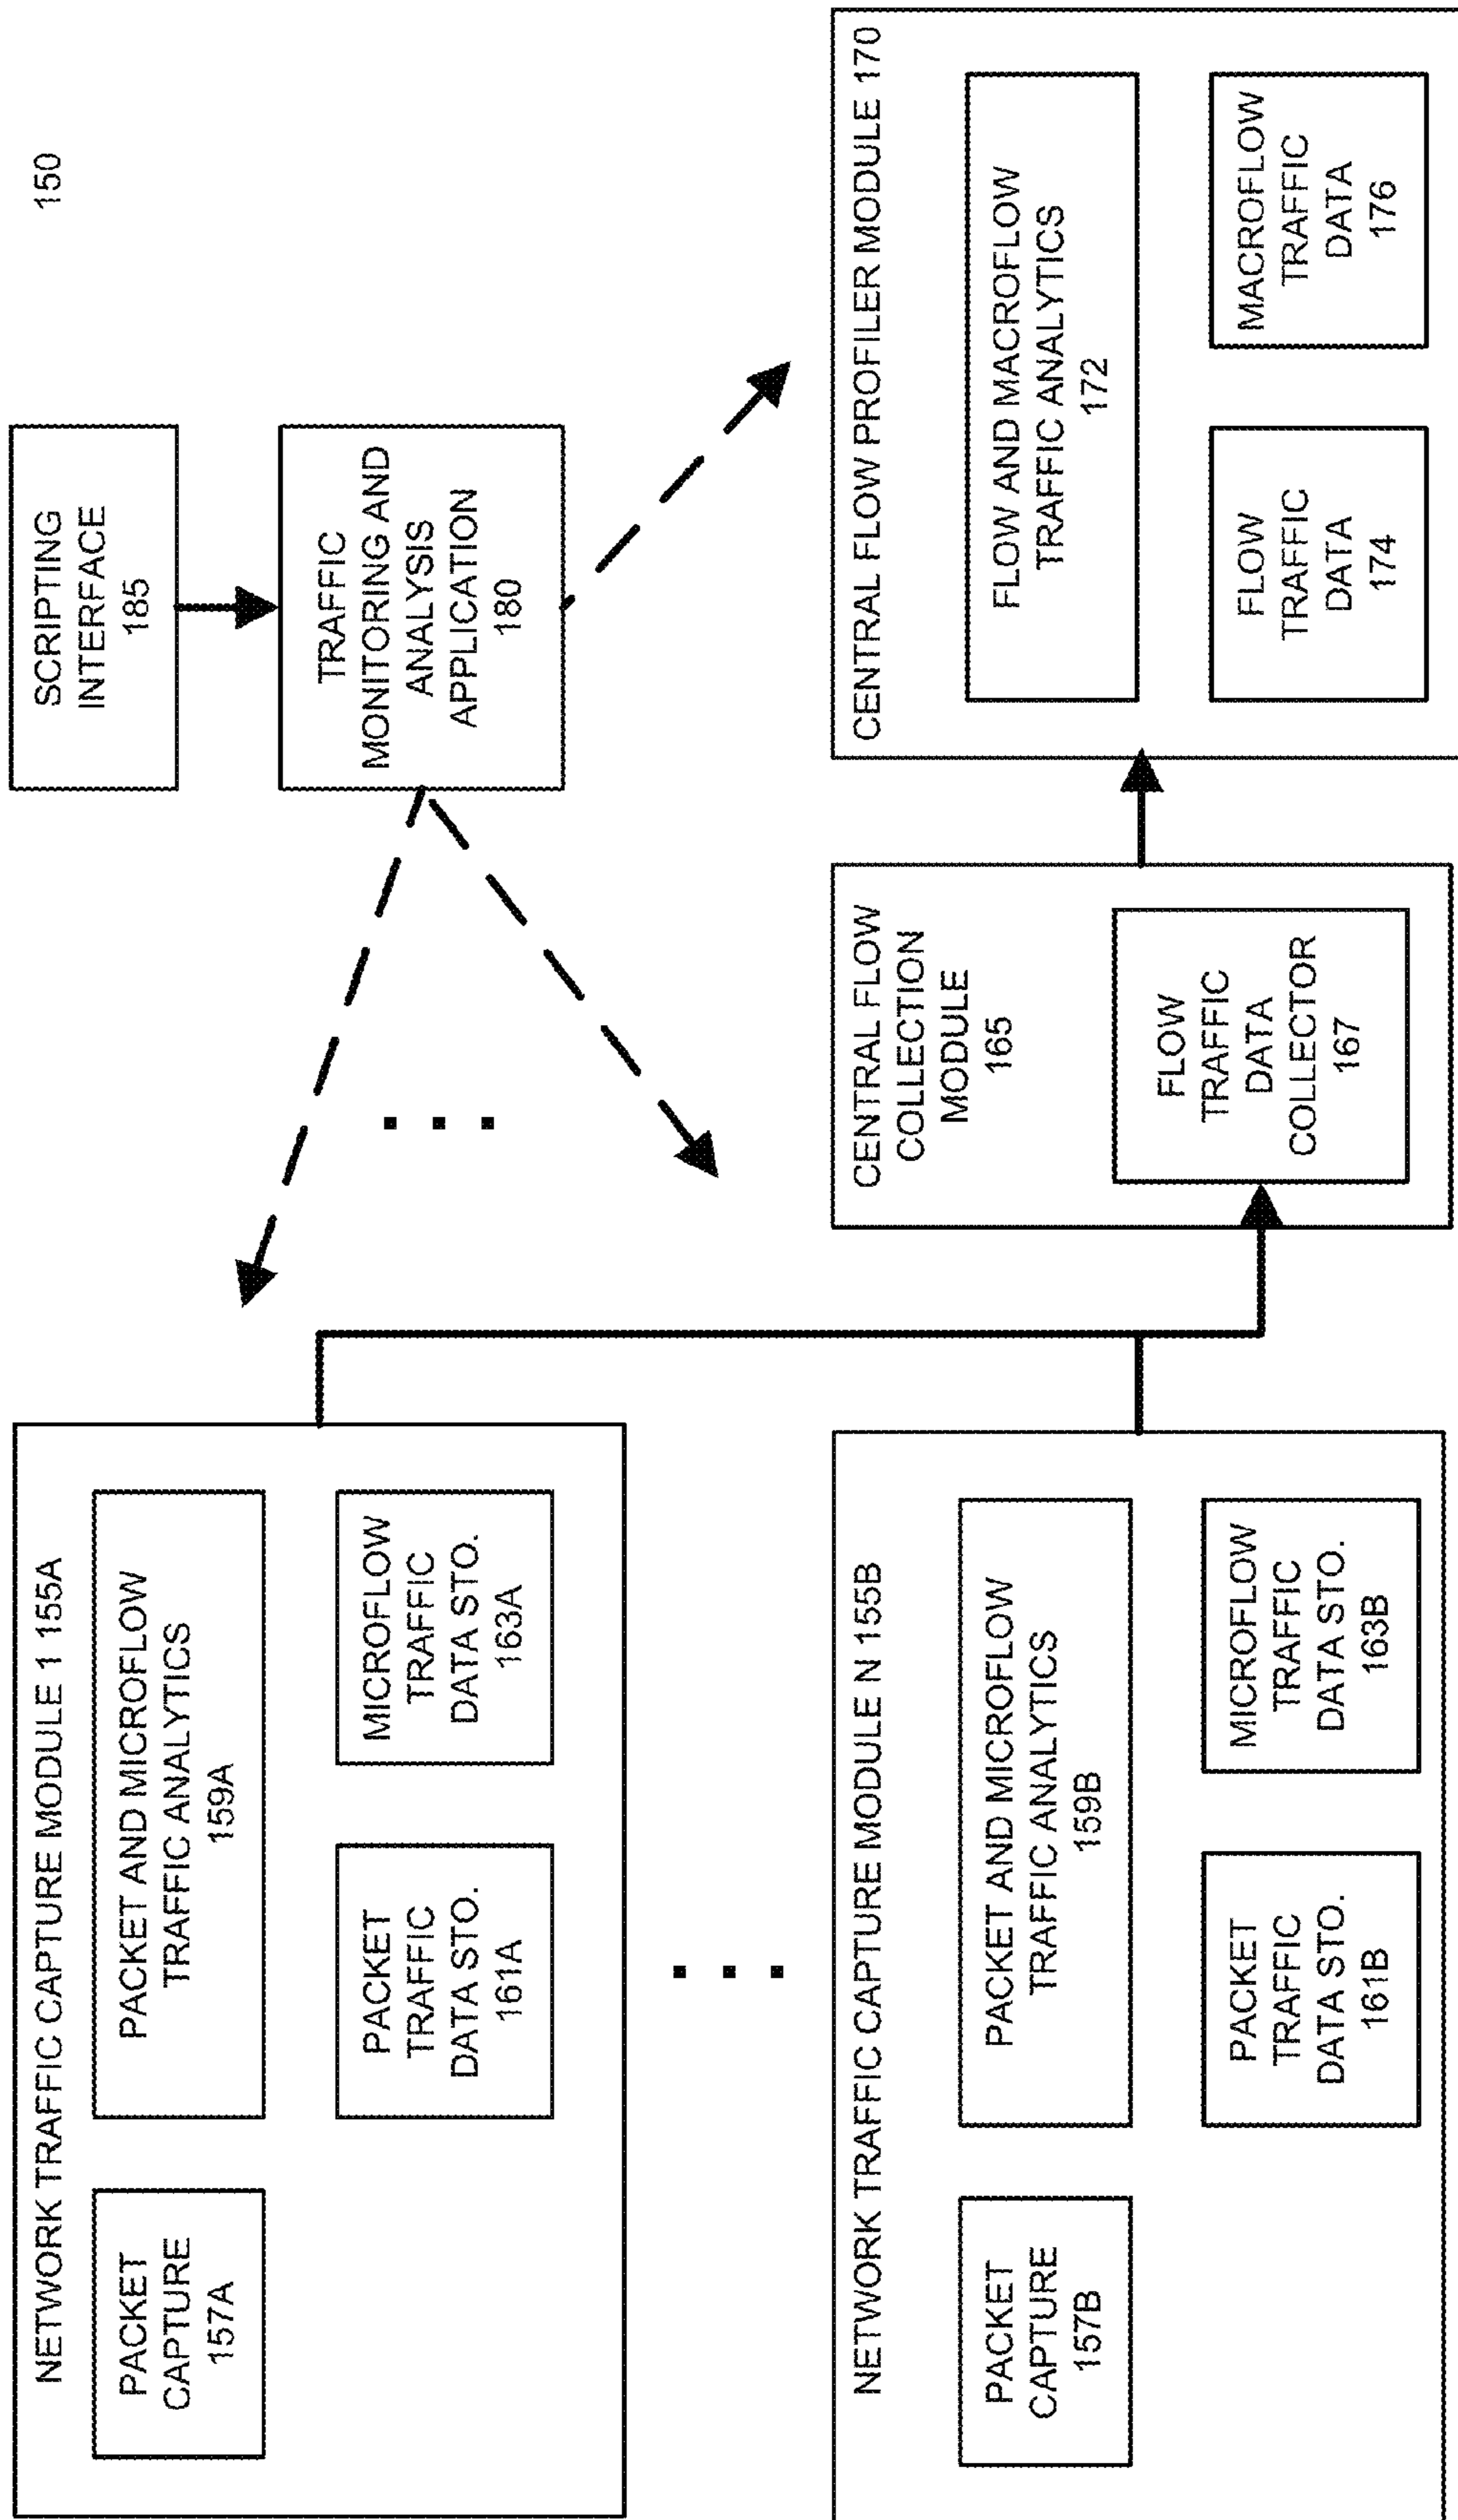 150
NETWORK TRAFFIC CAPTURE MODULE 1 155A
PACKET
CAPTURE
157A
PACKET AND MICROFLOW
TRAFFIC ANALYTICS
159A
PACKET
TRAFFIC
DATA STO.
161A
MICROFLOW
TRAFFIC
DATA STO.
163A
SCRIPTING
INTERFACE
185
TRAFFIC
MONITORING AND
ANALYSIS
APPLICATION
180
NETWORK TRAFFIC CAPTURE MODULE N 155B
PACKET
CAPTURE
157B
PACKET AND MICROFLOW
TRAFFIC ANALYTICS
159B
PACKET
TRAFFIC
DATA STO.
161B
MICROFLOW
TRAFFIC
DATA STO.
163B
CENTRAL FLOW
COLLECTION
MODULE
165
FLOW
TRAFFIC
DATA
COLLECTOR
167
CENTRAL FLOW PROFILER MODULE 170
FLOW AND MACROFLOW
TRAFFIC ANALYTICS
172
FLOW
TRAFFIC
DATA
174
MACROFLOW
TRAFFIC
DATA
176